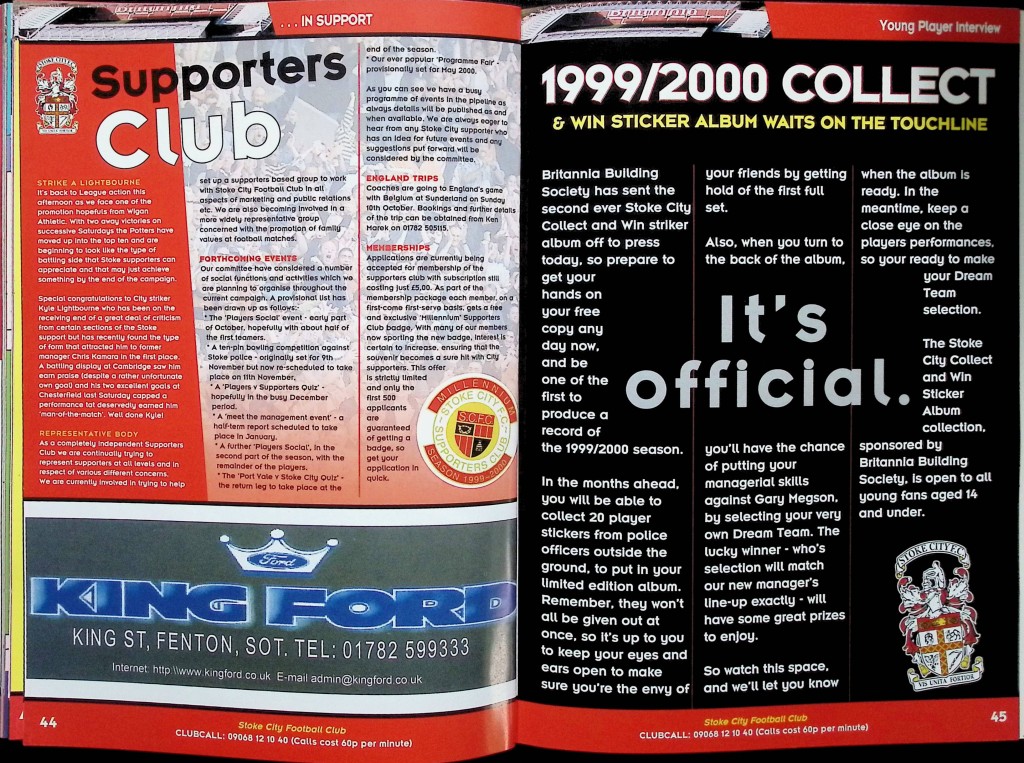 . . . IN SUPPORT
STOKE CITY F.C.
VIS UNITA FORTIOR
Supporters
Club
STRIKE A LIGHTBOURNE
It's back to League action this
afternoon as we face one of the
promotion hopefuls from Wigan
Athletic. With two away victories on
successive Saturdays the Potters have
moved up into the top ten and are
beginning to look like the type of
battling side that Stoke supporters can
appreciate and that may just achieve
something by the end of the campaign.
Special congratulations to City striker
Kyle Lightbourne who has been on the
receiving end of a great deal of criticism
from certain sections of the Stoke
support but has recently found the type
of form that attracted him to former
manager Chris Kamara in the first place.
A battling display at Cambridge saw him
earn praise (despite a rather unfortunate
own goal) and his two excellent goals at
Chesterfield last Saturday capped a
performance tat deservedly earned him
'man-of-the-match'. Well done Kyle!
REPRESENTATIVE BODY
As a completely Independent Supporters
Club we are continually trying to
represent supporters at all levels and in
respect of various different concerns.
We are currently involved in trying to help
set up a supporters based group to work
with Stoke City Football Club in all
aspects of marketing and public relations
etc. We are also becoming involved in a
more widely representative group
concerned with the promotion of family
values at football matches.
FORTHCOMING EVENTS
Our committee have considered a number
of social functions and activities which we
are planning to organise throughout the
current campaign. A provisional list has
been drawn up as follows:-
* The 'Players Social' event - early part
of October, hopefully with about half of
the first teamers.
* A ten-pin bowling competition against
Stoke police - originally set for 9th
November but now re-scheduled to take
place on 11th November.
* A 'Players v Supporters Quiz' -
hopefully in the busy December
period.
* A 'meet the management event' - a
half-term report scheduled to take
place in January.
* A further 'Players Social', in the
second part of the season, with the
remainder of the players.
* The 'Port Vale v Stoke City Quiz' -
the return leg to take place at the
end of the season.
* Our ever popular 'Programme Fair' -
provisionally set for May 2000.
As you can see we have a busy
programme of events in the pipeline as
always details will be published as and
when available. We are always eager to
hear from any Stoke City supporter who
has an idea for future events and any
suggestions put forward will be
considered by the committee.
ENGLAND TRIPS
Coaches are going to England's game
with Belgium at Sunderland on Sunday
10th October. Bookings and further details
of the trip can be obtained from Ken
Marek on 01782 505115.
MEMBERSHIPS
Applications are currently being
accepted for membership of the
supporters club with subscription still
costing just £5.00. As part of the
membership package each member, on a
first-come first-serve basis, gets a free
and exclusive 'Millennium' Supporters
Club badge. With many of our members
now sporting the new badge, interest is
certain to increase, ensuring that the
souvenir becomes a sure hit with City
supporters. This offer
is strictly limited
and only the
first 500
applicants
are
guaranteed
of getting a
badge, so
get your
application in
quick.
MILLENNIUM
STOKE CITY FOOTBALL
S.C.F.C
SUPPORTERS CLUB
SEASON 1999-2000
Ford
KING FORD
KING ST, FENTON, SOT. TEL: 01782 599333
Internet: http:\\www.kingford.co.uk E-mail admin@kingford.co.uk
44
Stoke City Football Club
CLUBCALL: 09068 12 10 40 (Calls cost 60p per minute)
Young Player Interview
1999/2000 COLLECT
& WIN STICKER ALBUM WAITS ON THE TOUCHLINE
Britannia Building
Society has sent the
second ever Stoke City
Collect and Win striker
album off to press
today, so prepare to
get your
hands on
your free
copy any
day now,
and be
one of the
first to
produce a
record of
the 1999/2000 season.
In the months ahead,
you will be able to
collect 20 player
stickers from police
officers outside the
ground, to put in your
limited edition album.
Remember, they won't
all be given out at
once, so it's up to you
to keep your eyes and
ears open to make
sure you're the envy of
your friends by getting
hold of the first full
set.
Also, when you turn to
the back of the album,
It's
official.
you'll have the chance
of putting your
managerial skills
against Gary Megson,
by selecting your very
own Dream Team. The
lucky winner - who's
selection will match
our new manager's
line-up exactly - will
have some great prizes
to enjoy.
So watch this space,
and we'll let you know
when the album is
ready. In the
meantime, keep a
close eye on the
players performances,
so your ready to make
your Dream
Team
selection.
The Stoke
City Collect
and Win
Sticker
Album
collection,
sponsored by
Britannia Building
Society, is open to all
young fans aged 14
and under.
STOKE CITY F.C.
VIS UNITA FORTIOR
Stoke City Football Club
CLUBCALL: 09068 12 10 40 (Calls cost 60p per minute)
45